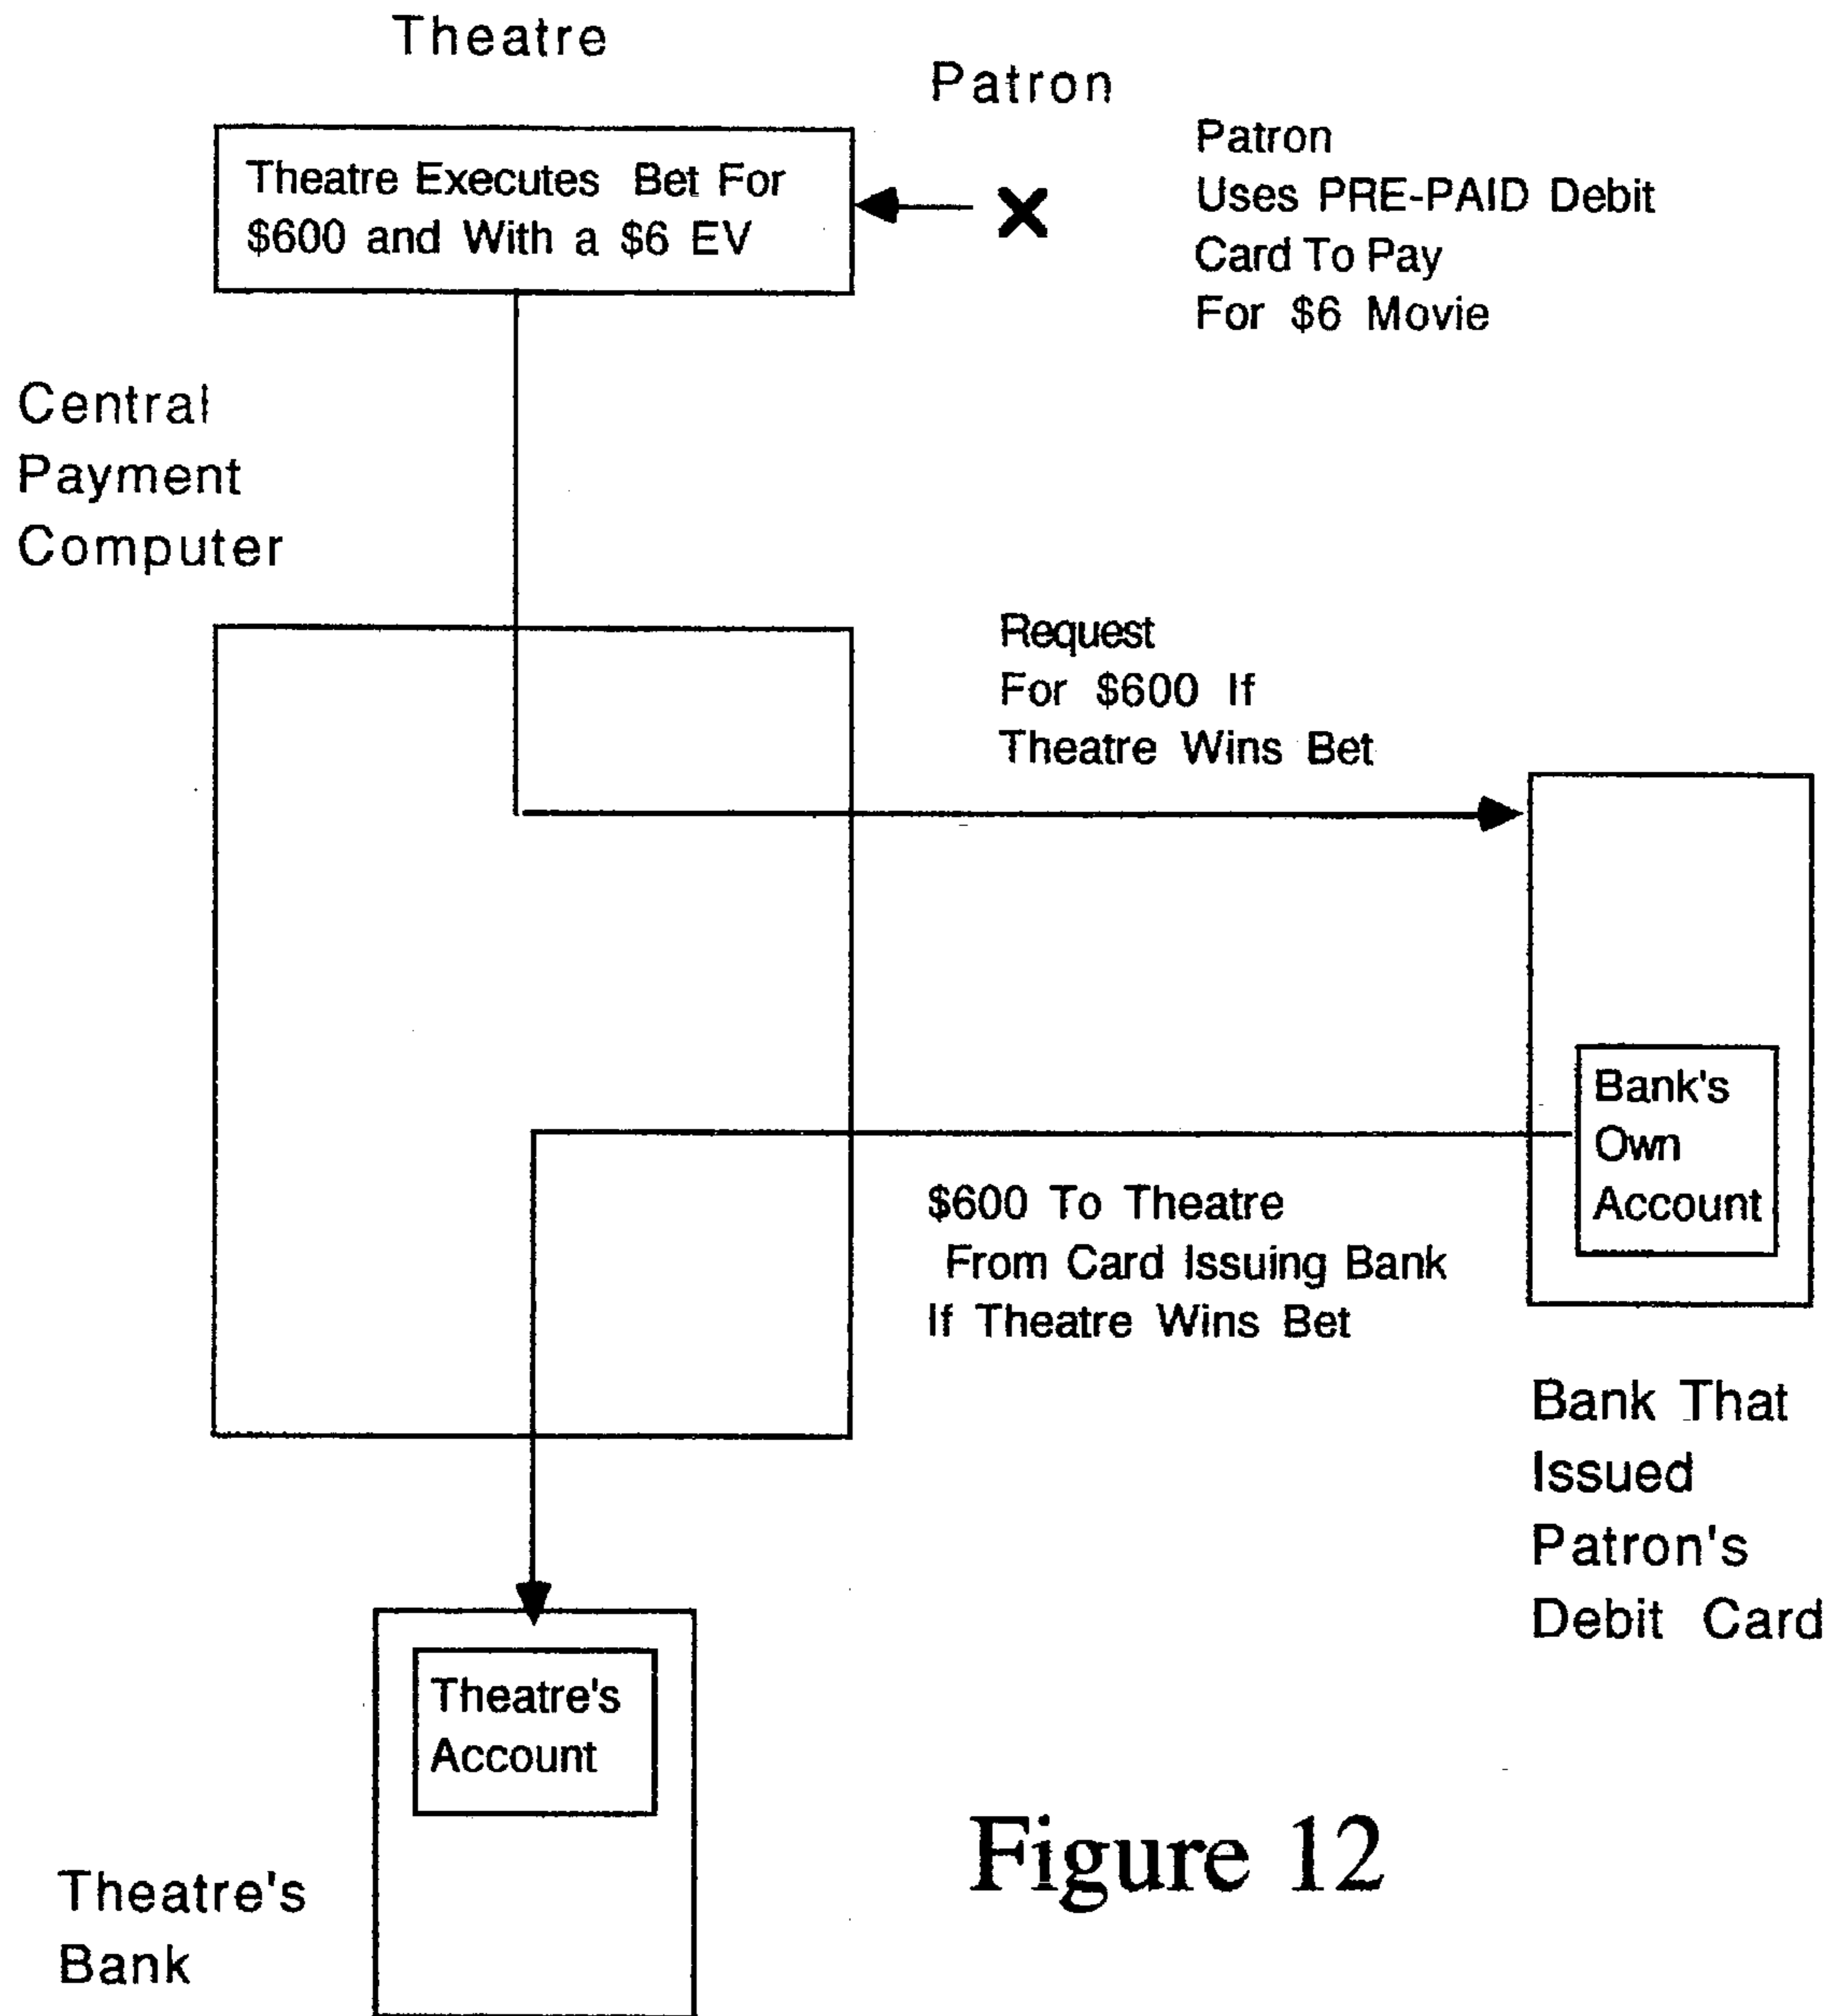 Theatre
Patron
Theatre Executes Bet For
$600 and With a $6 EV
X
Patron
Uses PRE-PAID Debit
Card To Pay
For $6 Movie
Central
Payment
Computer
Request
For $600 If
Theatre Wins Bet
Bank's
Own
Account
$600 To Theatre
From Card Issuing Bank
If Theatre Wins Bet
Bank That
Issued
Patron's
Debit Card
Theatre's
Account
Theatre's
Bank
Figure 12